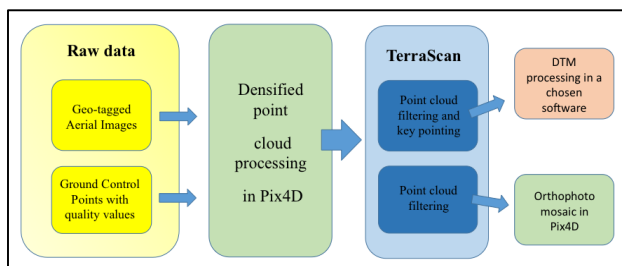 Raw data
Geo-tagged
Aerial Images
Ground Control
Points with
quality values
Densified
point
cloud
processing
in Pix4D
TerraScan
Point cloud
filtering and
key pointing
Point cloud
filtering
DTM
processing in a
chosen
software
Orthophoto
mosaic in
Pix4D